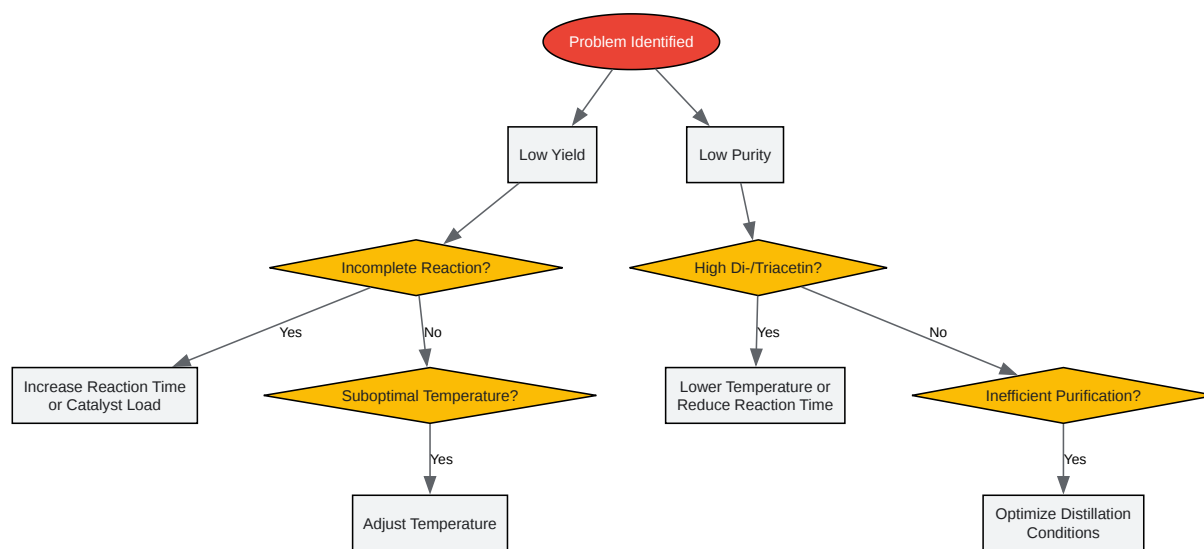 Problem Identified
Low Yield
Low Purity
Incomplete Reaction?
High Di-/Triacetin?
Yes
No
Yes
No
Increase Reaction Time
or Catalyst Load
Suboptimal Temperature?
Lower Temperature or
Reduce Reaction Time
Inefficient Purification?
Yes
Yes
Adjust Temperature
Optimize Distillation
Conditions